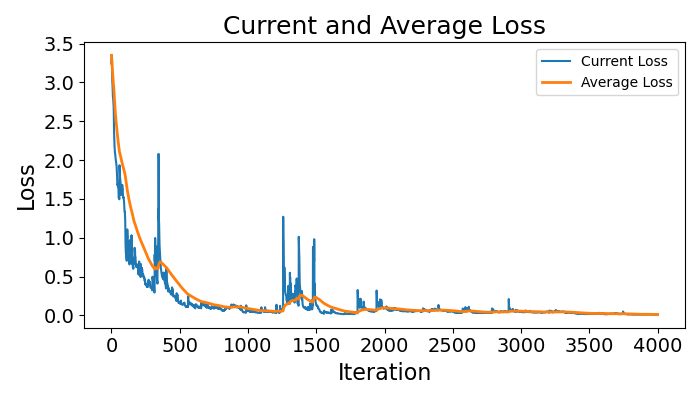 Current and Average Loss
Current Loss
Average Loss
Loss
3.5
3.0
2.5
2.0
1.5
1.0
0.5
0.0
0 500 1000 1500 2000 2500 3000 3500 4000
Iteration